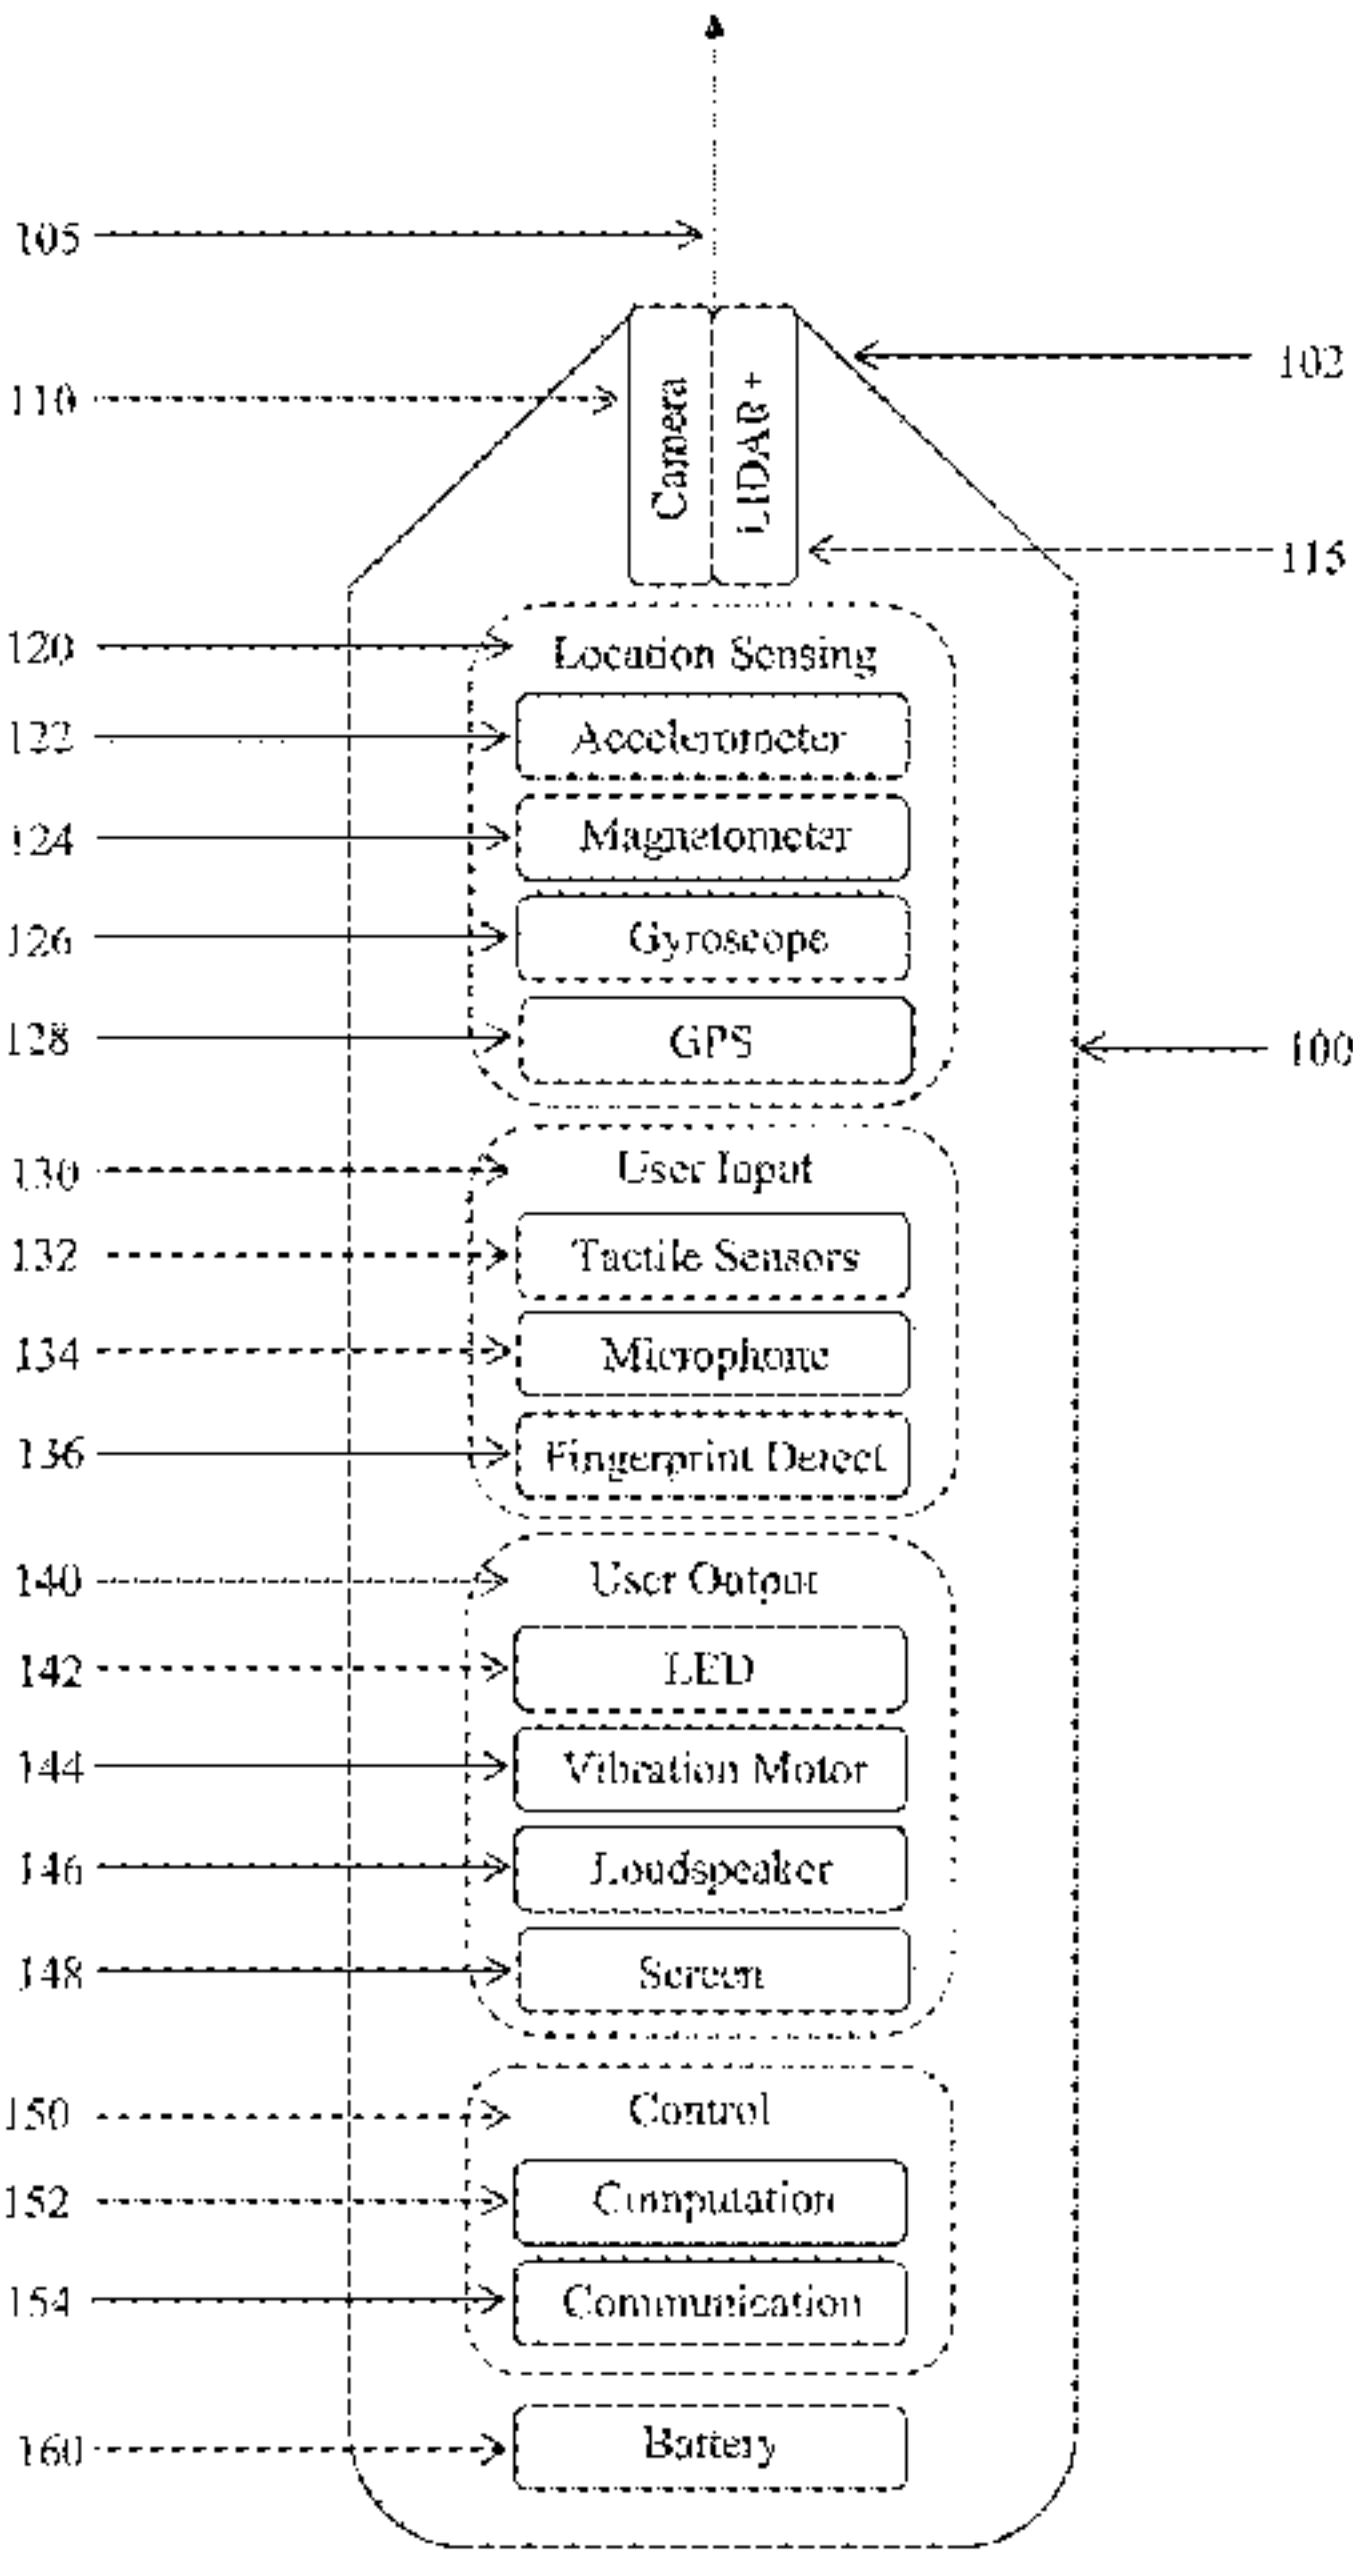 105
102
110
Camera
LIDAR +
115
120
Location Sensing
122
Accelerometer
124
Magnetometer
126
Gyroscope
128
GPS
100
130
User Input
132
Tactile Sensors
134
Microphone
136
Fingerprint Detect
140
User Output
142
LED
144
Vibration Motor
146
Loudspeaker
148
Screen
150
Control
152
Computation
154
Communication
160
Battery